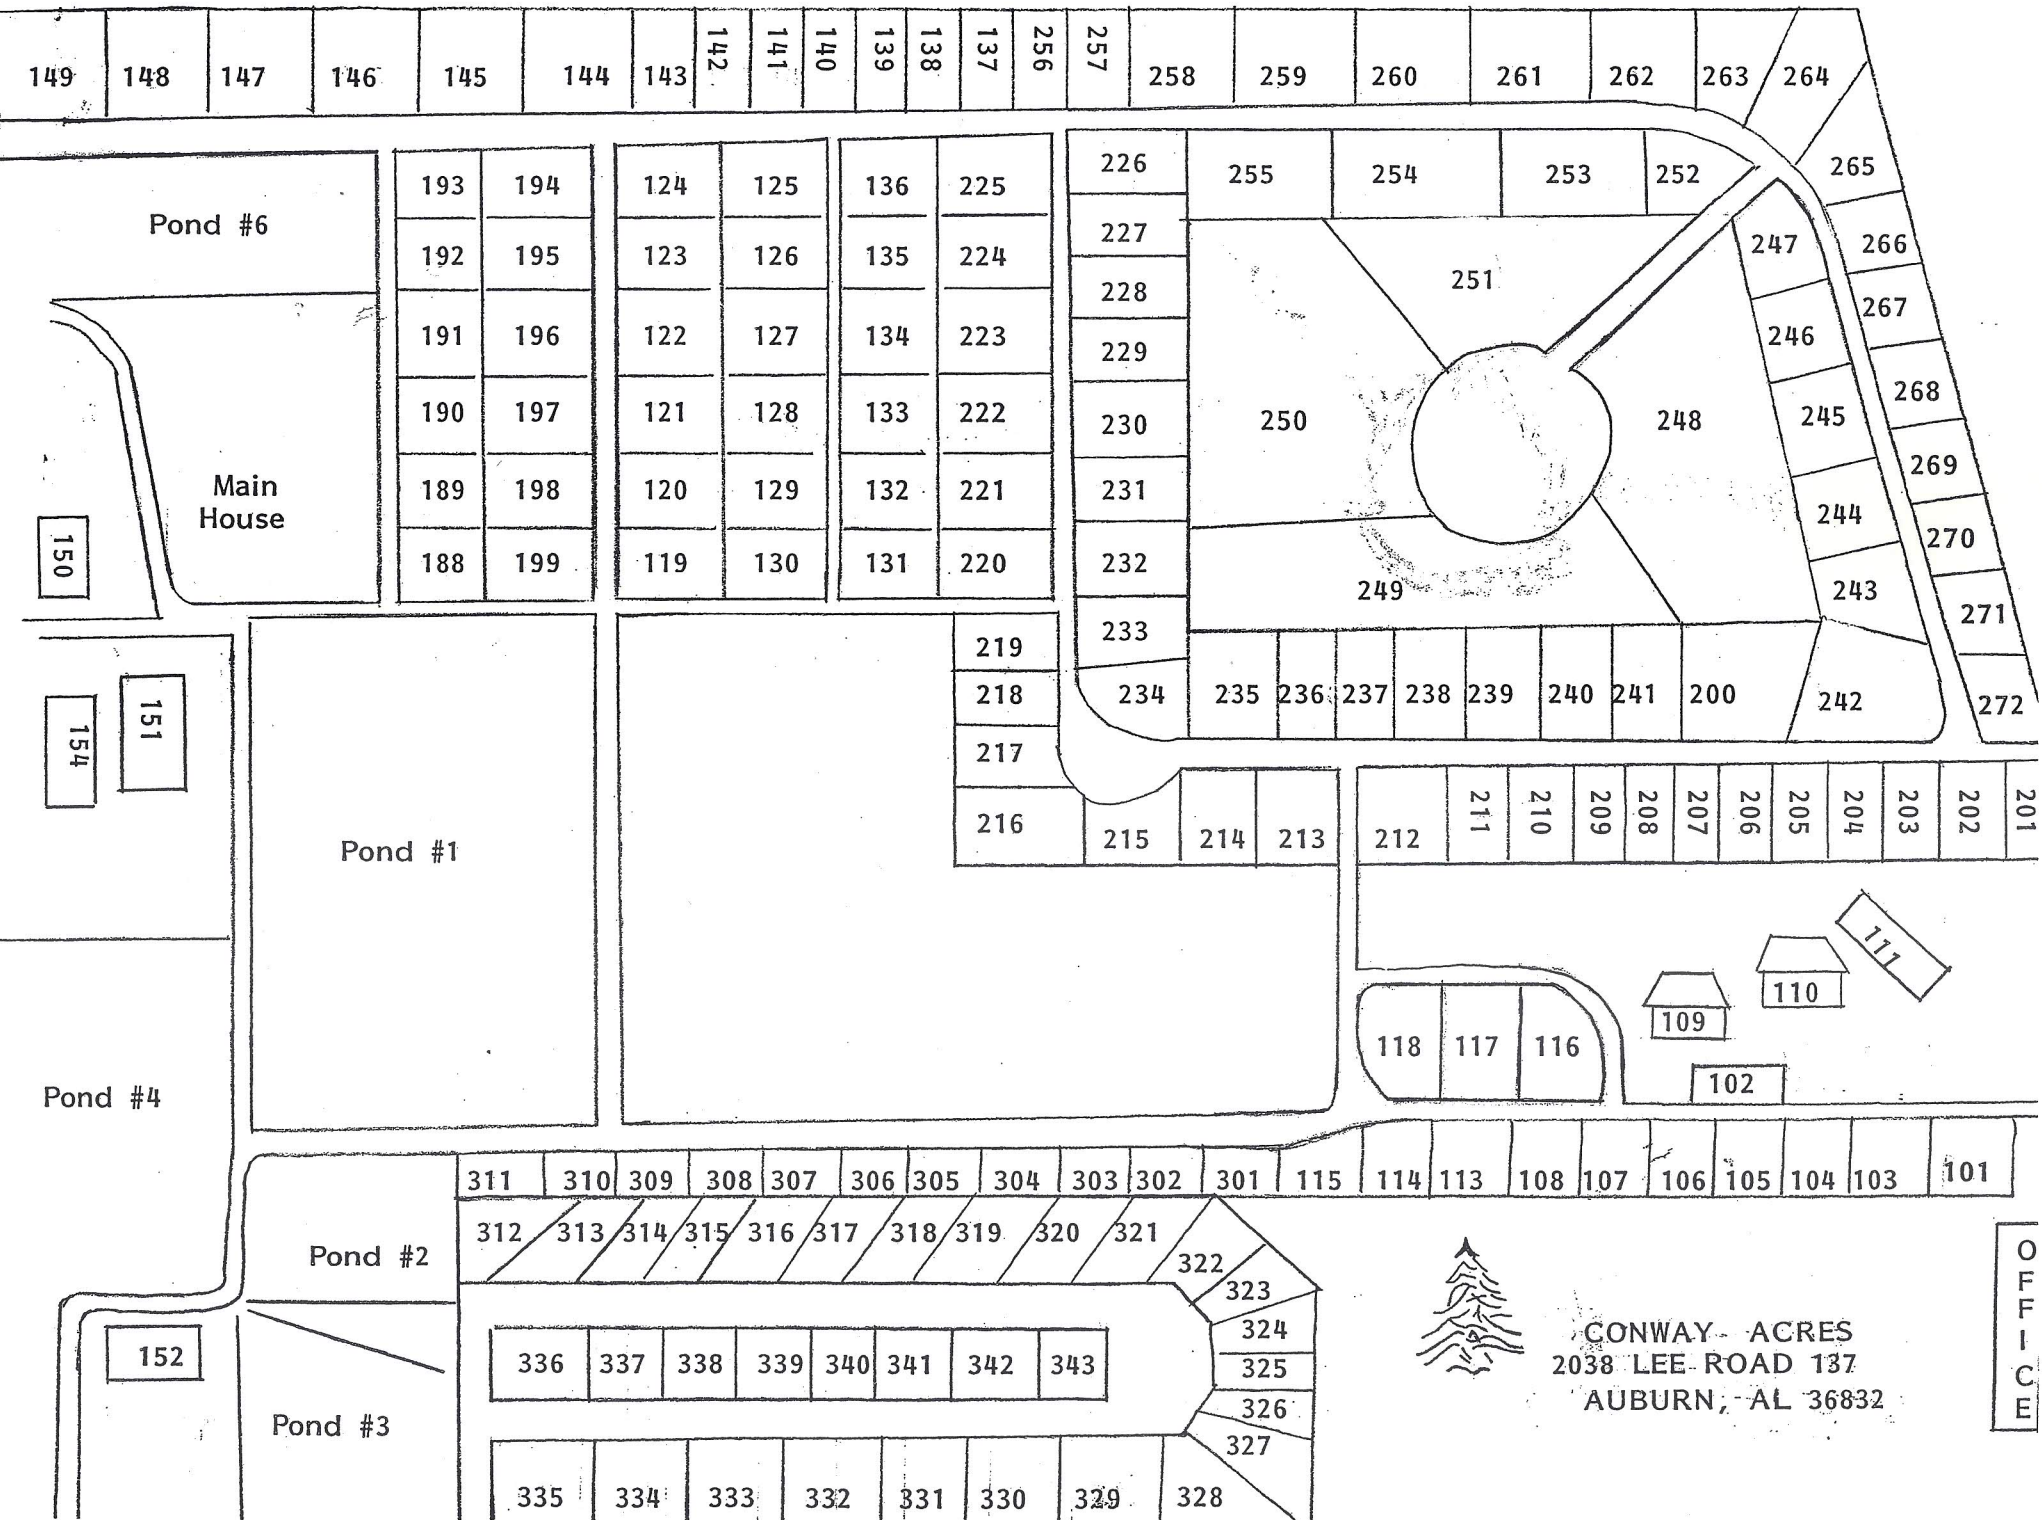 149 148 147 146 145 144 143 142 141 140 139 138 137 256 257 258 259 260 261 262 263 264
193 194 124 125 136 225 226 255 254 253 252 265
Pond #6
192 195 123 126 135 224 227 251 247 266
228 267
191 196 122 127 134 223 229 246
190 197 121 128 133 222 230 250 248 245 268
Main
House
189 198 120 129 132 221 231 244 269
150 188 199 119 130 131 220 232 249 243 270
219 233 271
218 234 235 236 237 238 239 240 241 200 242 272
154 151 217
216 215 214 213 212 211 210 209 208 207 206 205 204 203 202 201
Pond #1
111
110
109
118 117 116
102
Pond #4
311 310 309 308 307 306 305 304 303 302 301 115 114 113 108 107 106 105 104 103 101
312 313 314 315 316 317 318 319 320 321
Pond #2
322
323
324
152 336 337 338 339 340 341 342 343 325
326
Pond #3
327
335 334 333 332 331 330 329 328
CONWAY ACRES
2038 LEE ROAD 137
AUBURN, AL 36832
OFFICE